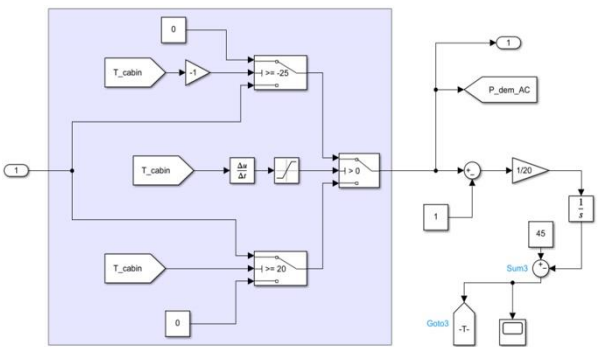 0
T_cabin
-1
>= -25
1
P_dem_AC
1
T_cabin
Δu
Δt
> 0
+
−
1/20
1
s
1
45
T_cabin
>= 20
Sum3
+
−
0
Goto3
-T-